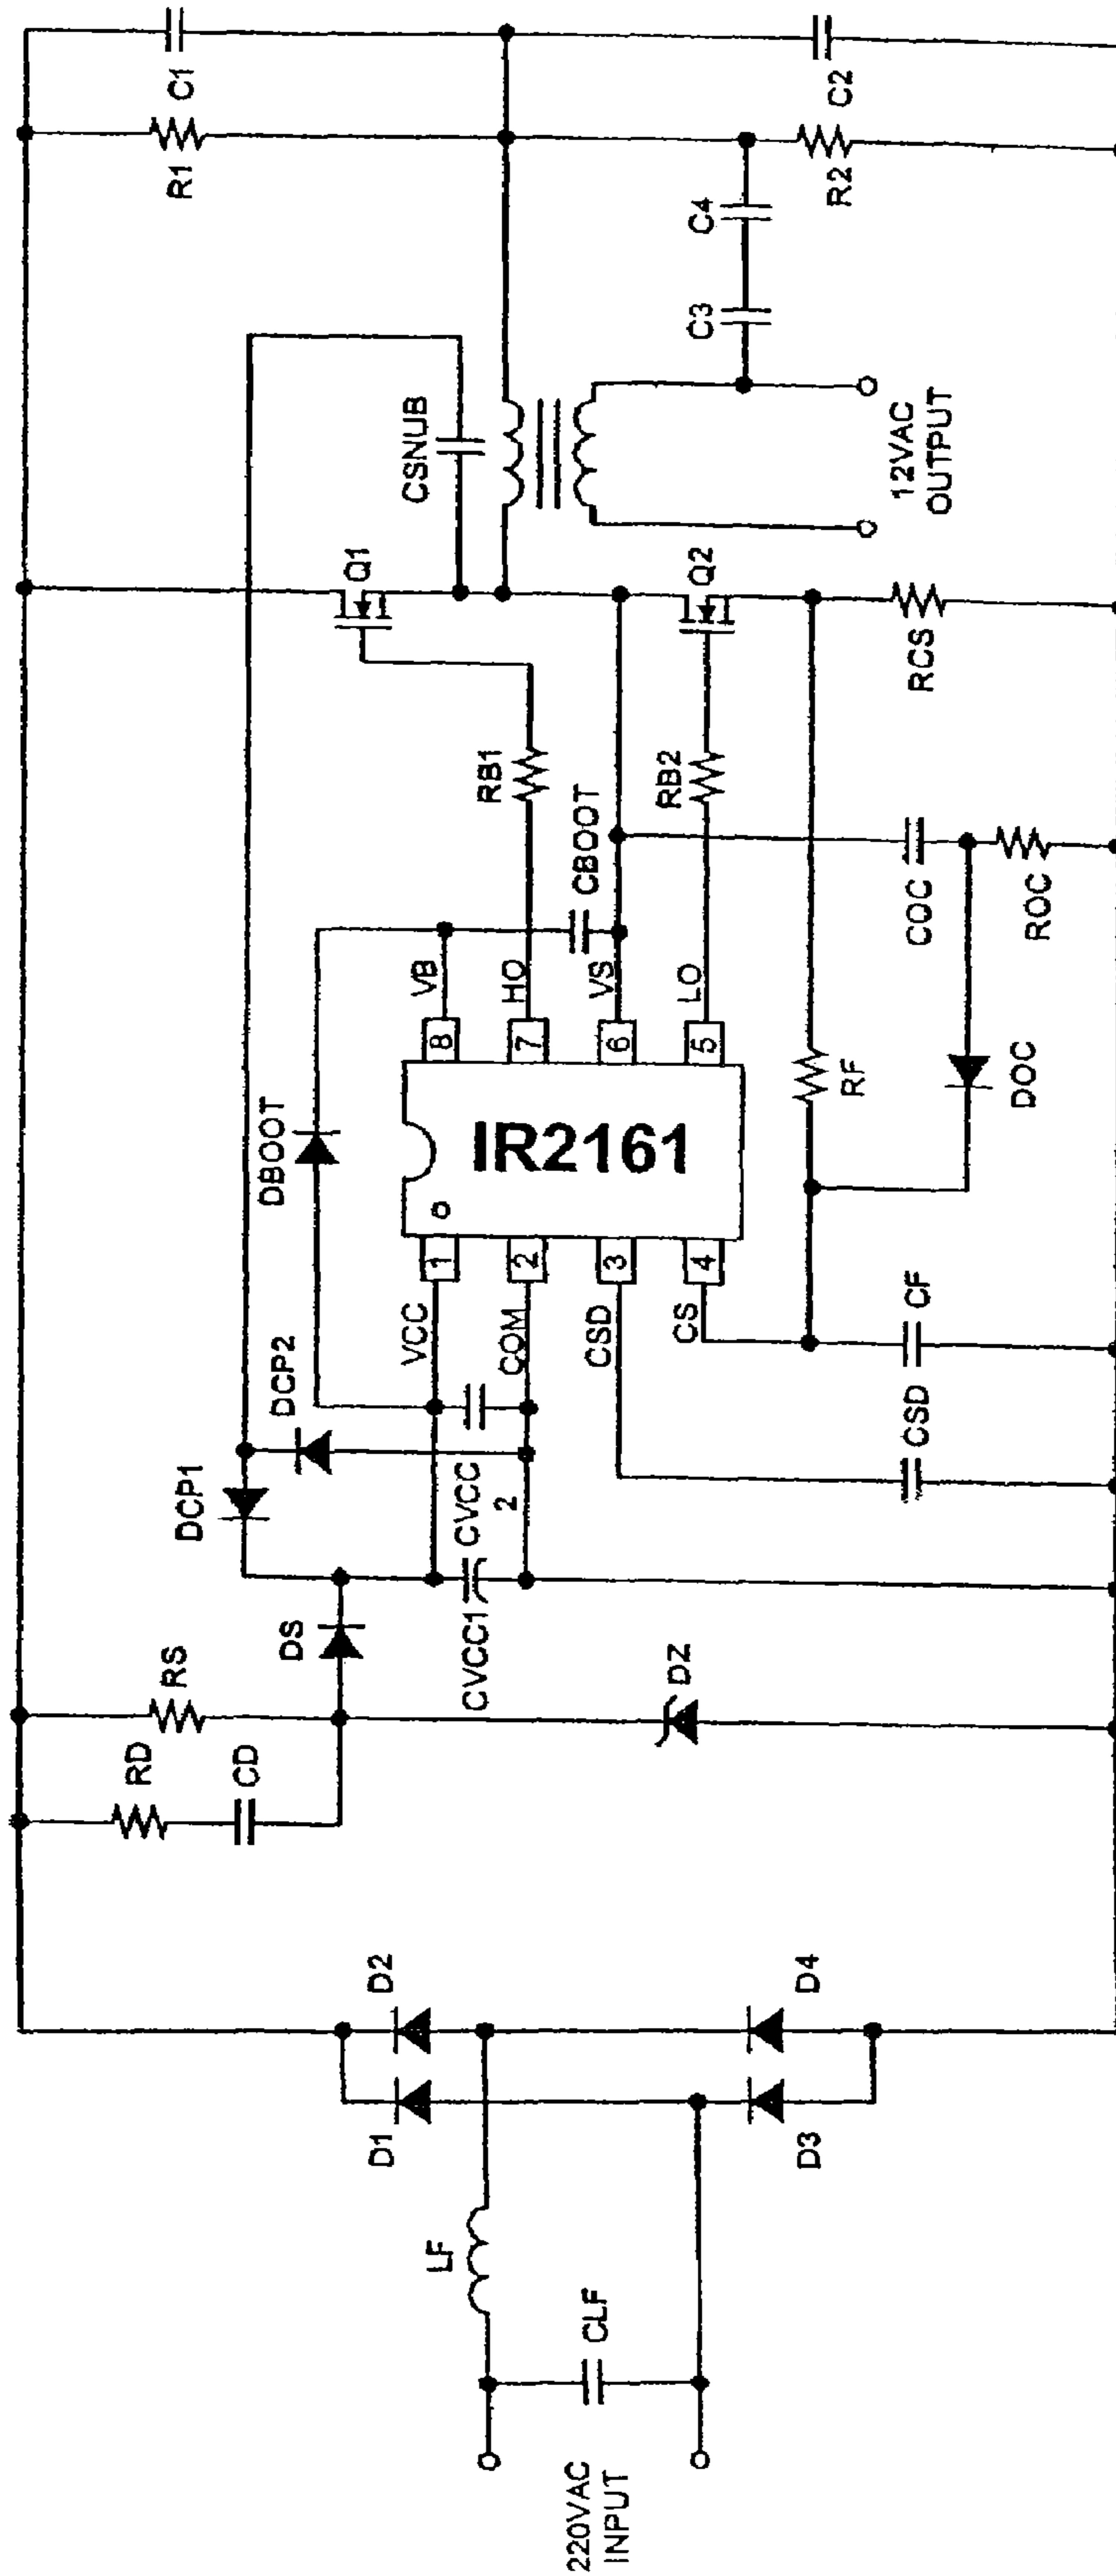 220VAC
INPUT
CLF
LF
D1
D2
D3
D4
RD
CD
RS
DS
DZ
DCP1
DCP2
CVCC1
CVCC
2
VCC
COM
CSD
CS
CSD
CF
DBOOT
1
2
3
4
IR2161
8
7
6
5
VB
HO
VS
LO
CBOOT
RF
DOC
COC
ROC
RB1
RB2
Q1
Q2
RCS
CSNUB
12VAC
OUTPUT
C3
C4
R1
R2
C1
C2